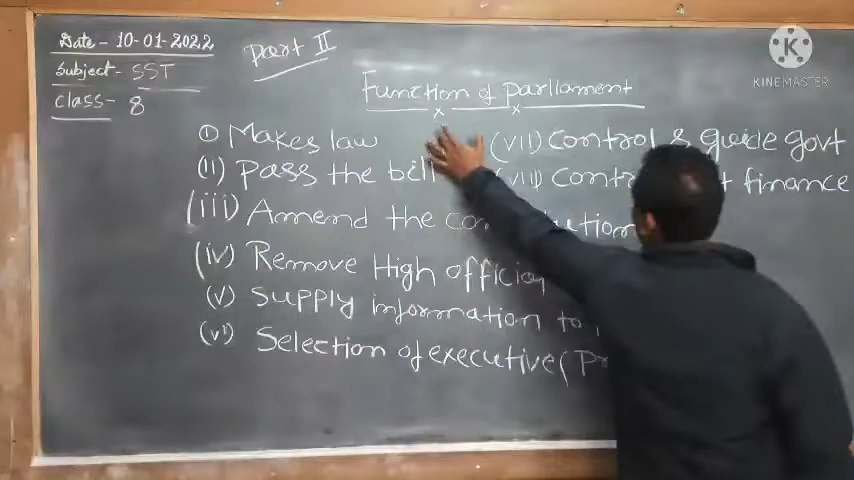 Date - 10-01-2022
Subject - SST
Class - 8
Part II
Function of parliament
(i) Makes law
(ii) Pass the bill
(iii) Amend the
(iv) Remove High
(v) Supply information to
(vi) Selection of executive (
(vii) Control & guide govt
(viii) finance
K
KINEMASTER